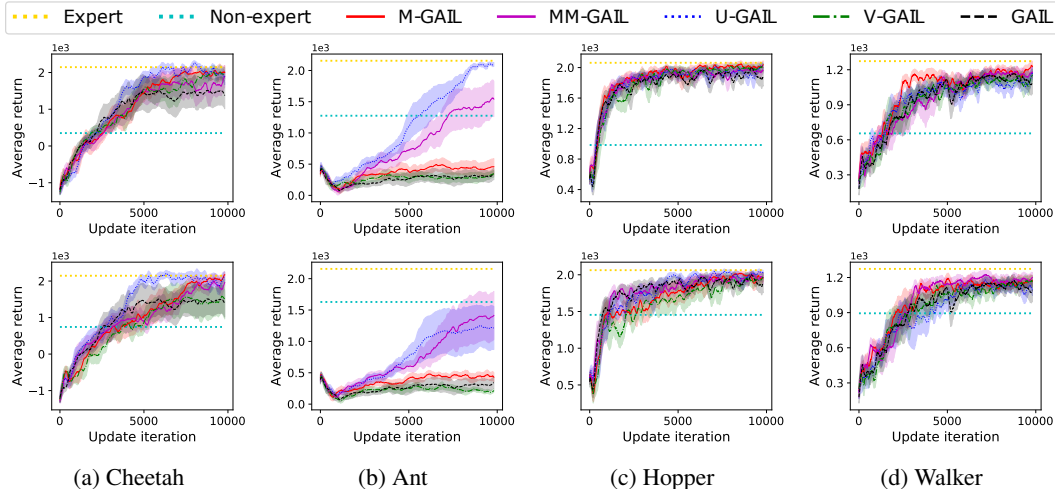 Expert Non-expert M-GAIL MM-GAIL U-GAIL V-GAIL GAIL
1e3 1e3 1e3 1e3
Average return Average return Average return Average return
2 1 0 −1
2.0 1.5 1.0 0.5 0.0
2.0 1.6 1.2 0.8 0.4
1.2 0.9 0.6 0.3
0 5000 10000 0 5000 10000 0 5000 10000 0 5000 10000
Update iteration Update iteration Update iteration Update iteration
1e3 1e3 1e3 1e3
Average return Average return Average return Average return
2 1 0 −1
2.0 1.5 1.0 0.5 0.0
2.0 1.5 1.0 0.5
1.2 0.9 0.6 0.3
0 5000 10000 0 5000 10000 0 5000 10000 0 5000 10000
Update iteration Update iteration Update iteration Update iteration
(a) Cheetah (b) Ant (c) Hopper (d) Walker